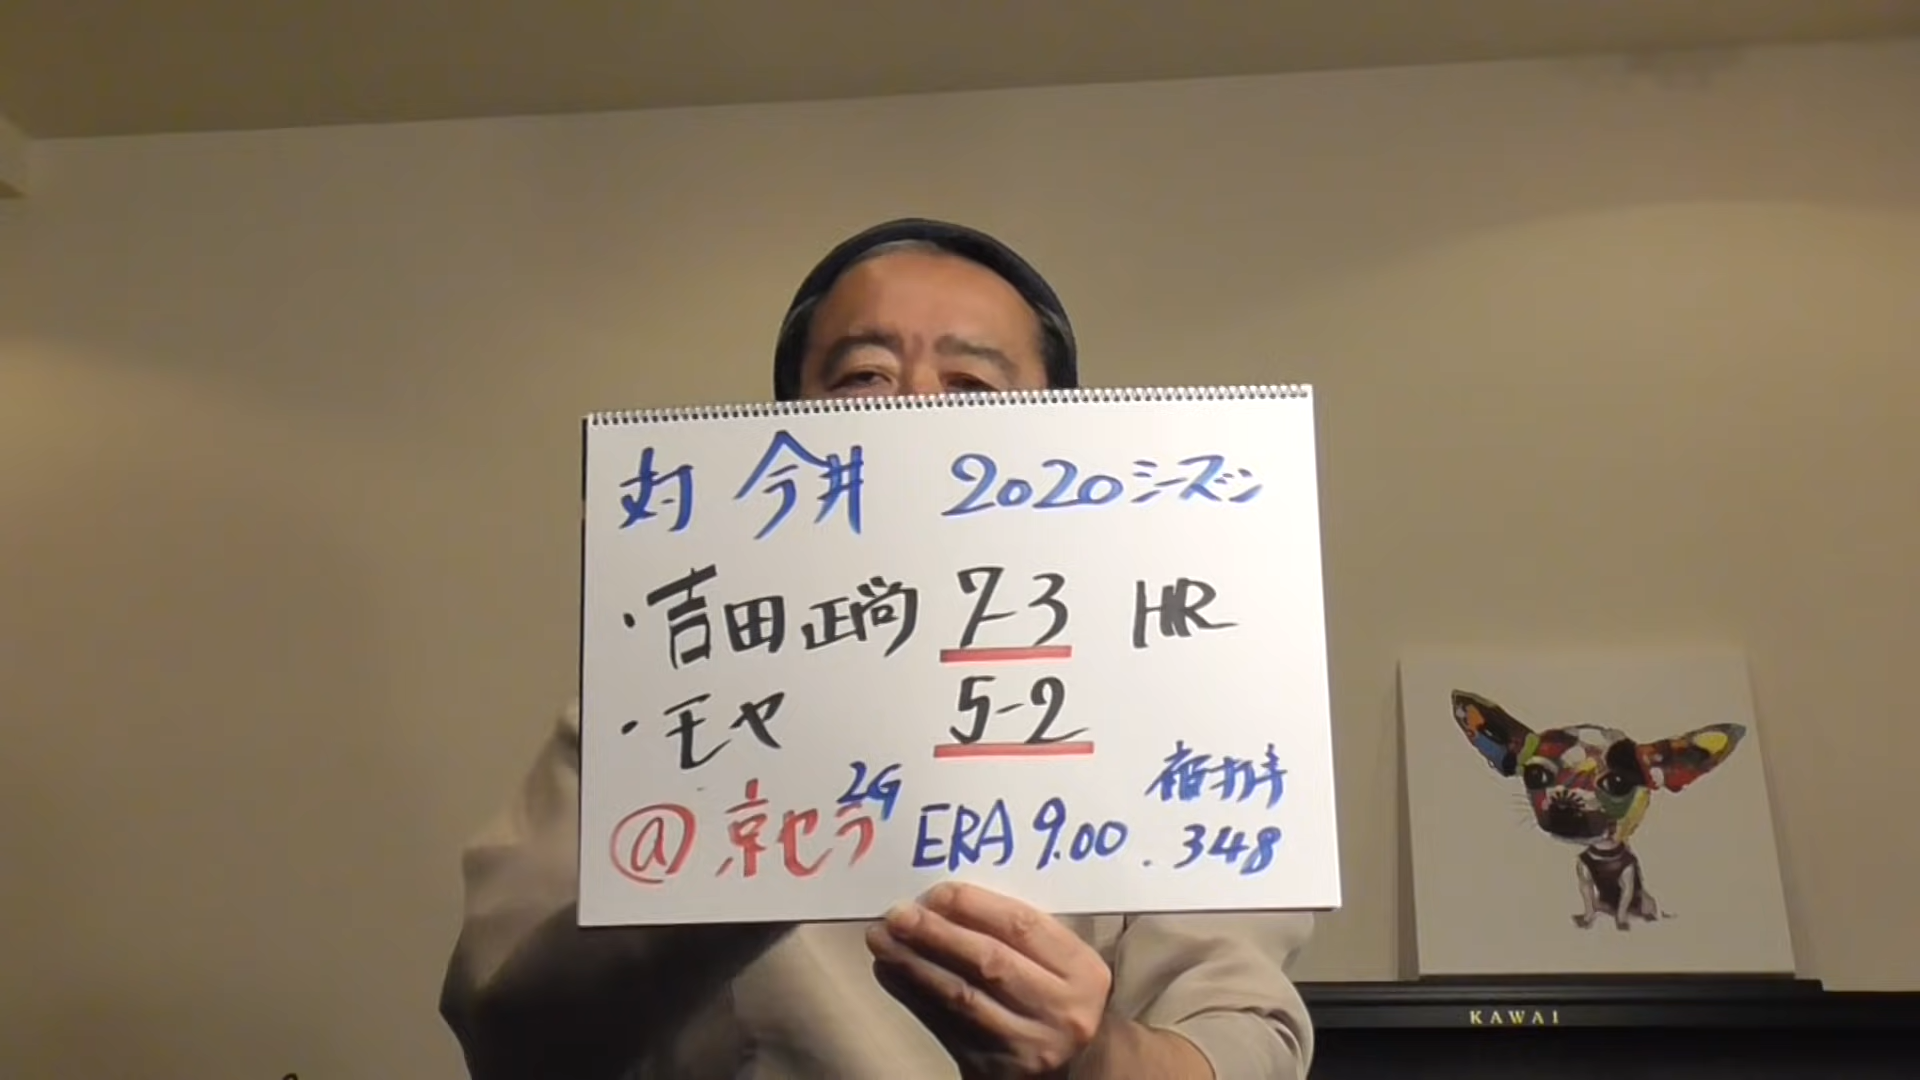 対 今井 2020シーズン
・吉田正尚 7-3 HR
・モヤ 5-2
@京セラ 2G ERA 9.00 被打率 .348
KAWAI